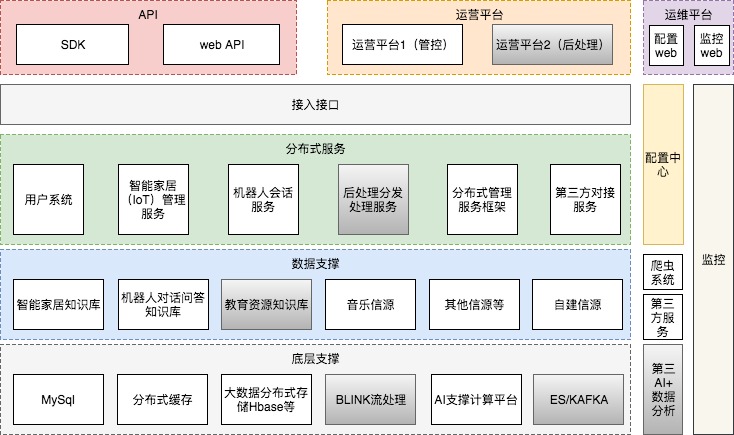 API
运营平台
运维平台
SDK
web API
运营平台1（管控）
运营平台2（后处理）
配置
web
监控
web
接入接口
分布式服务
用户系统
智能家居
（IoT）管理
服务
机器人会话
服务
后处理分发
处理服务
分布式管理
服务框架
第三方对接
服务
配置中
心
监控
数据支撑
智能家居知识库
机器人对话问答
知识库
教育资源知识库
音乐信源
其他信源等
自建信源
爬虫
系统
第三
方服
务
底层支撑
MySql
分布式缓存
大数据分布式存
储Hbase等
BLINK流处理
AI支撑计算平台
ES/KAFKA
第三
AI+
数据
分析